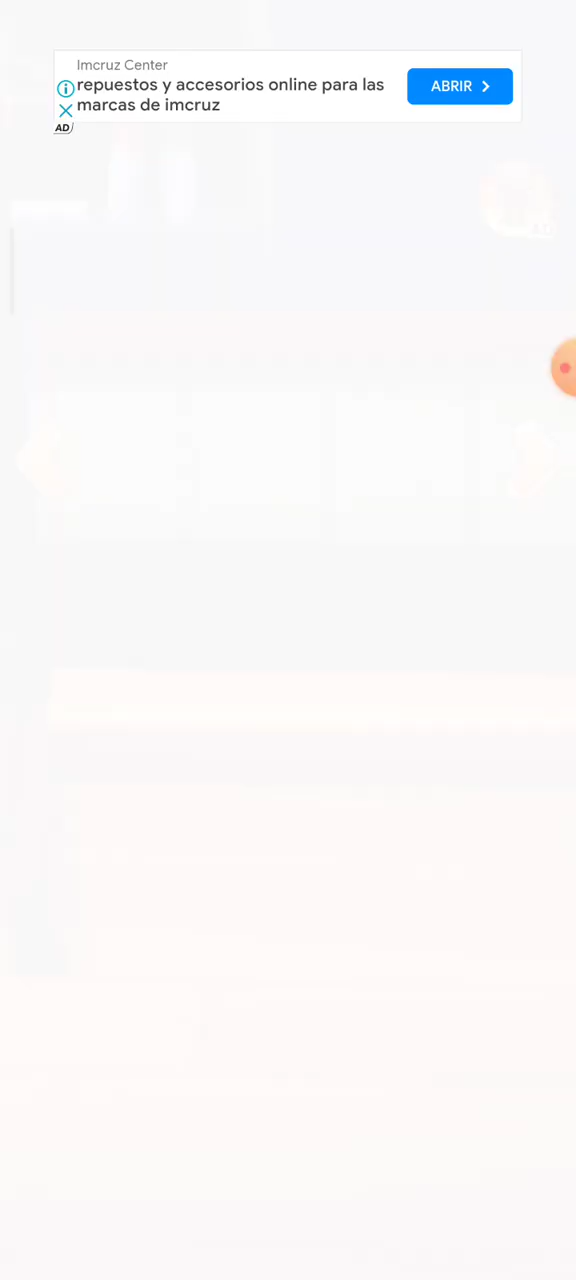 Imcruz Center
repuestos y accesorios online para las
marcas de imcruz
ABRIR
AD